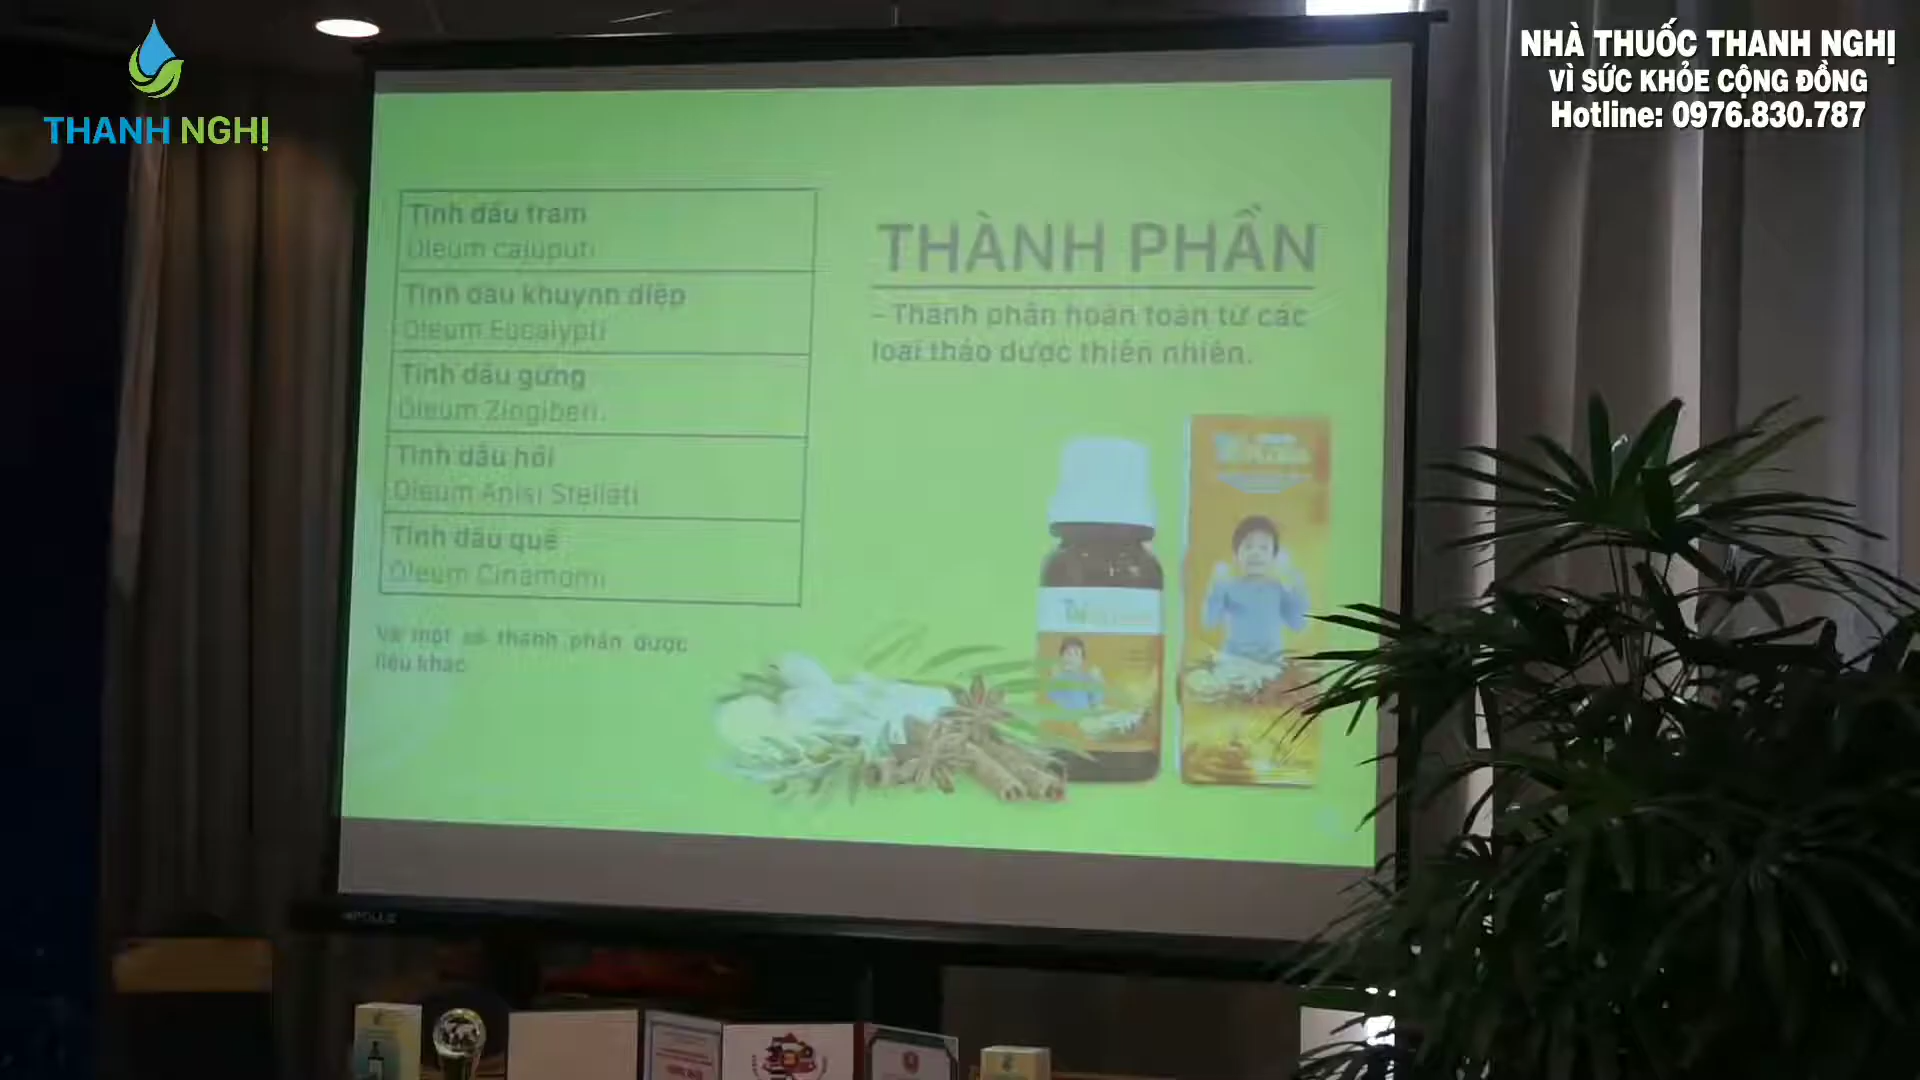 THANH NGHỊ
NHÀ THUỐC THANH NGHỊ
VÌ SỨC KHỎE CỘNG ĐỒNG
Hotline: 0976.830.787
Tinh dầu tràm
Oleum cajuputi
Tinh dầu khuynh diệp
Oleum Eucalypti
Tinh dầu gừng
Oleum Zingiberi
Tinh dầu hồi
Oleum Anisi Stellati
Tinh dầu quế
Oleum Cinamomi
Và một số thành phần dược
liệu khác
THÀNH PHẦN
- Thành phần hoàn toàn từ các
loại thảo dược thiên nhiên.